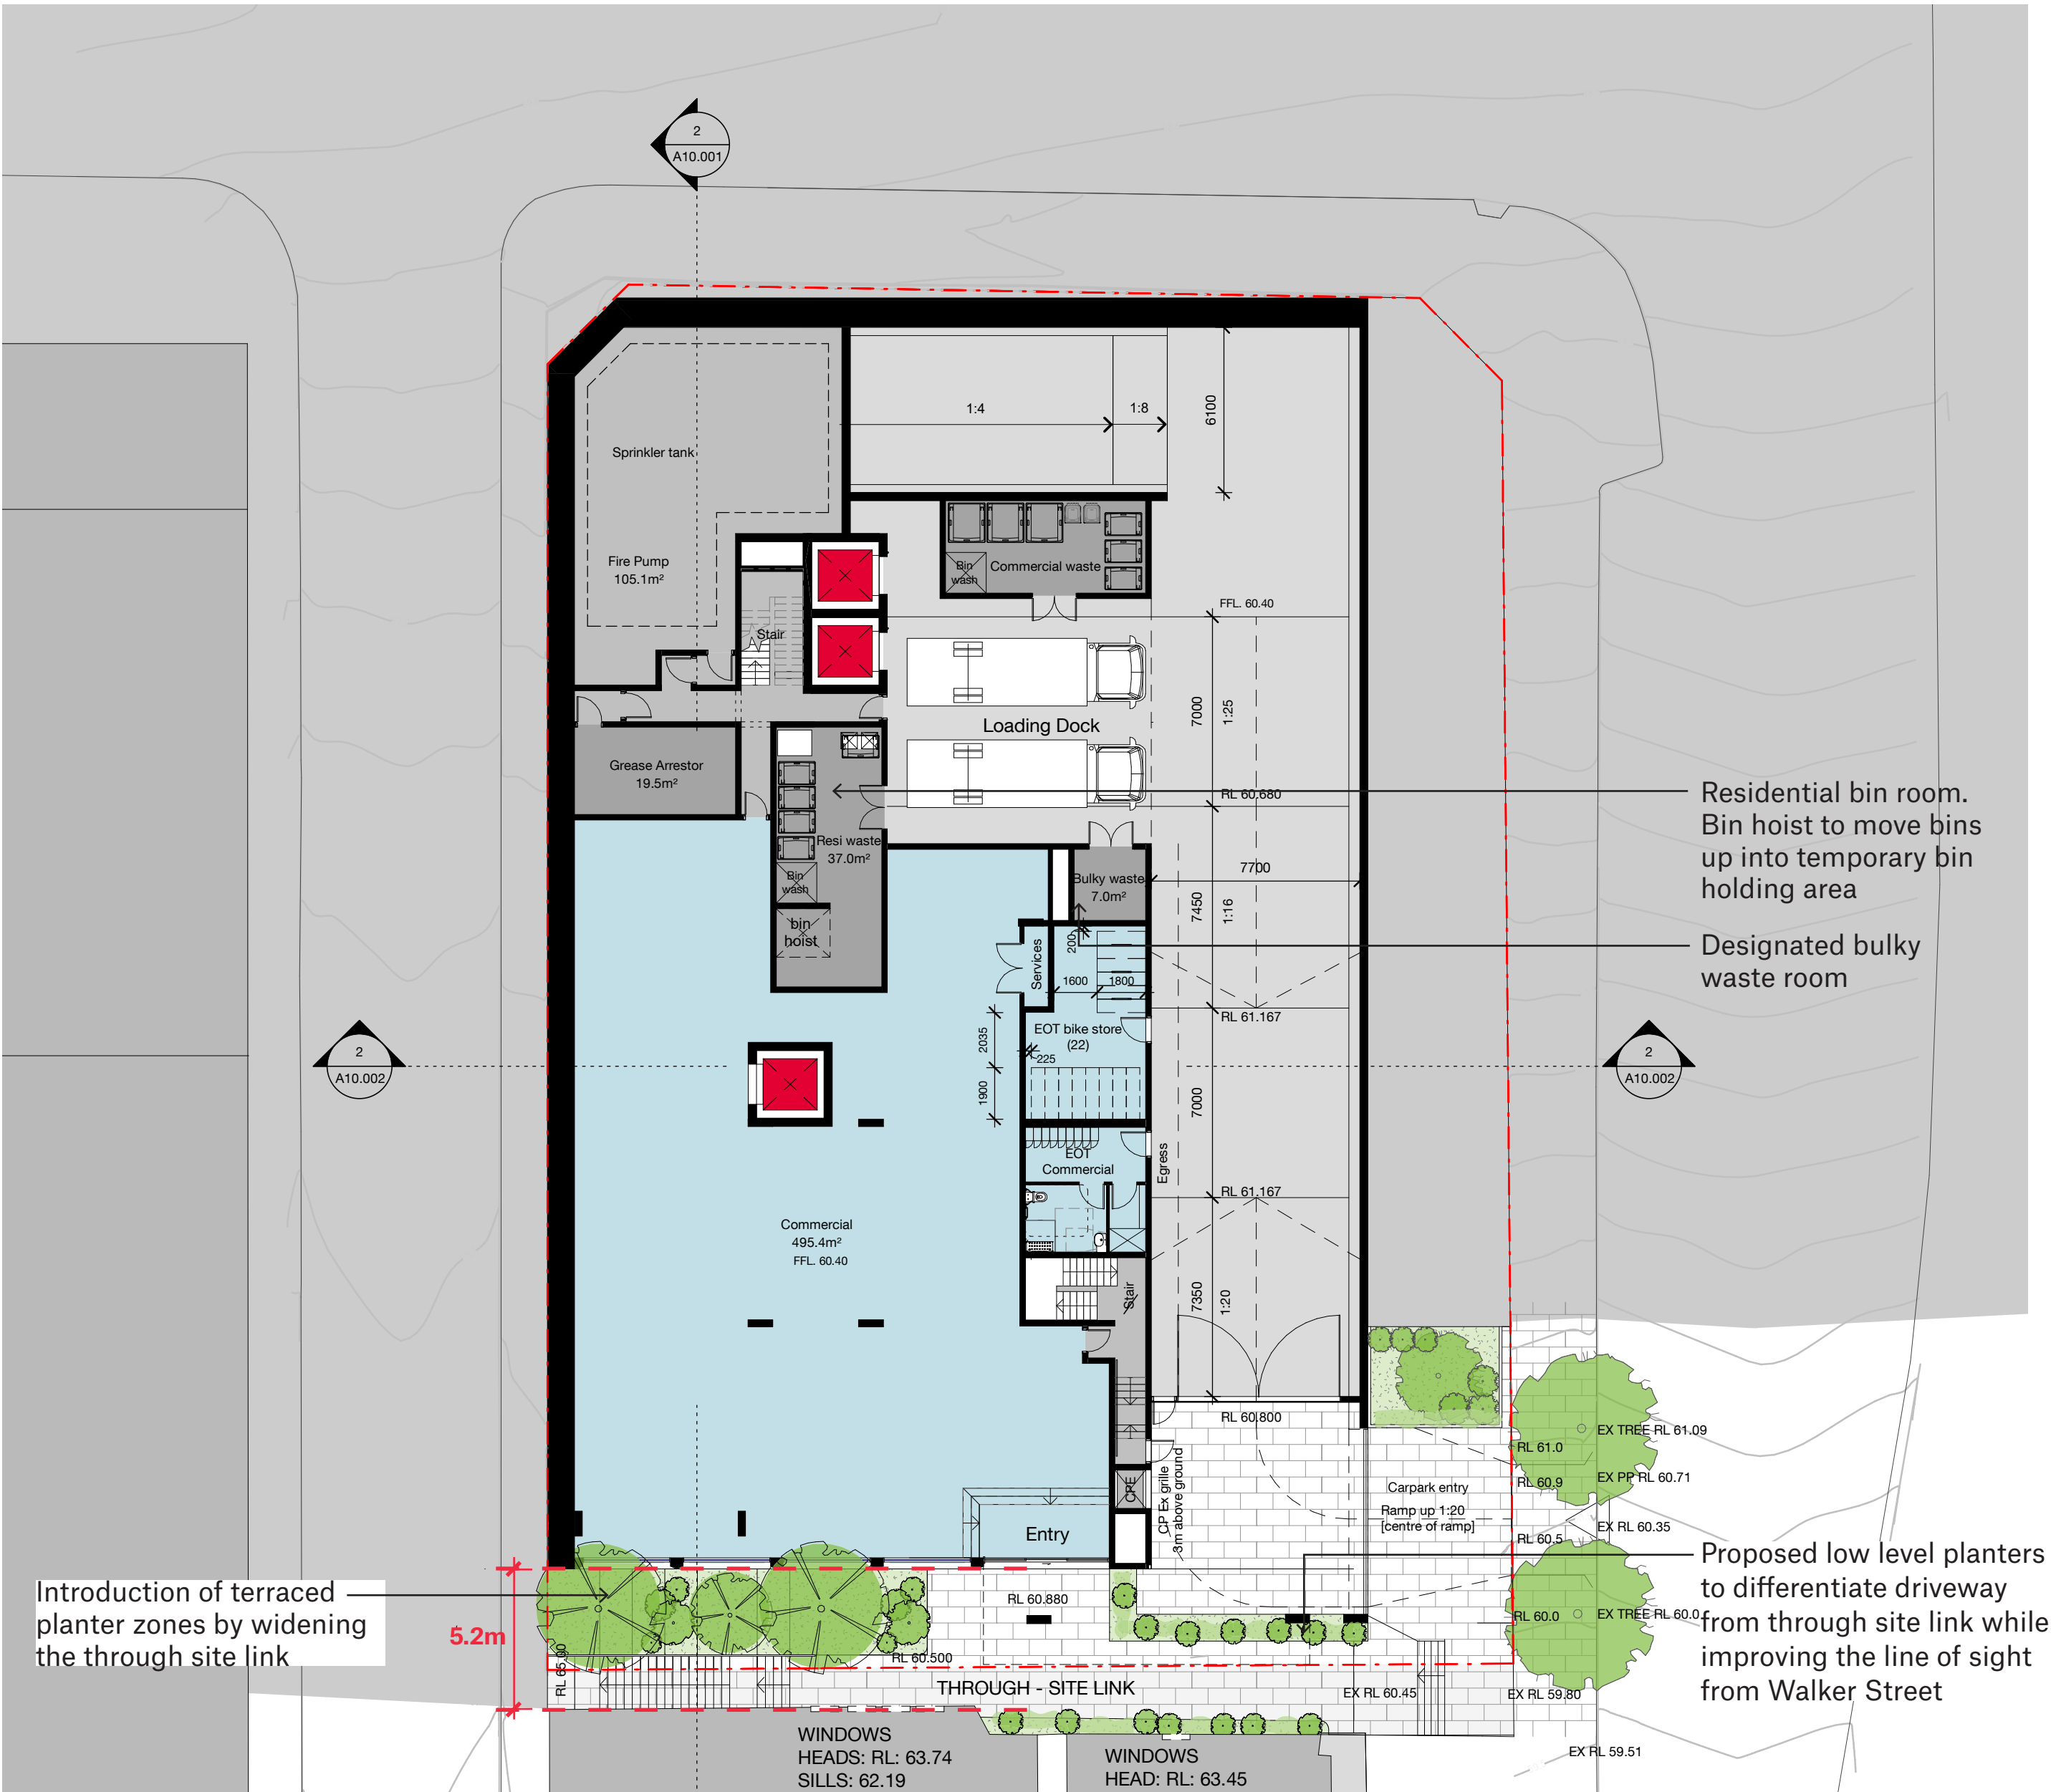 2
A10.001
1:4
1:8
6100
Sprinkler tank
Fire Pump
105.1m²
Bin
wash
Commercial waste
FFL. 60.40
Stair
Loading Dock
7000
1:25
Grease Arrestor
19.5m²
RL 60.680
Resi waste
37.0m²
Bin
wash
bin
hoist
Bulky waste
7.0m²
7700
7450
1:16
Residential bin room.
Bin hoist to move bins
up into temporary bin
holding area
Designated bulky
waste room
Services
200
1600
1800
RL 61.167
EOT bike store
(22)
2035
225
1900
2
A10.002
2
A10.002
7000
EOT
Commercial
Egress
RL 61.167
Commercial
495.4m²
FFL. 60.40
Stair
7350
1:20
RL 60.800
CPE
CP Ex grille
3m above ground
Entry
Carpark entry
Ramp up 1:20
[centre of ramp]
RL 61.0
RL 60.9
RL 60.5
RL 60.0
EX TREE RL 61.09
EX PP RL 60.71
EX RL 60.35
EX TREE RL 60.0
Proposed low level planters
to differentiate driveway
from through site link while
improving the line of sight
from Walker Street
Introduction of terraced
planter zones by widening
the through site link
5.2m
RL 65.00
RL 60.880
RL 60.500
THROUGH - SITE LINK
EX RL 60.45
EX RL 59.80
EX RL 59.51
WINDOWS
HEADS: RL: 63.74
SILLS: 62.19
WINDOWS
HEAD: RL: 63.45